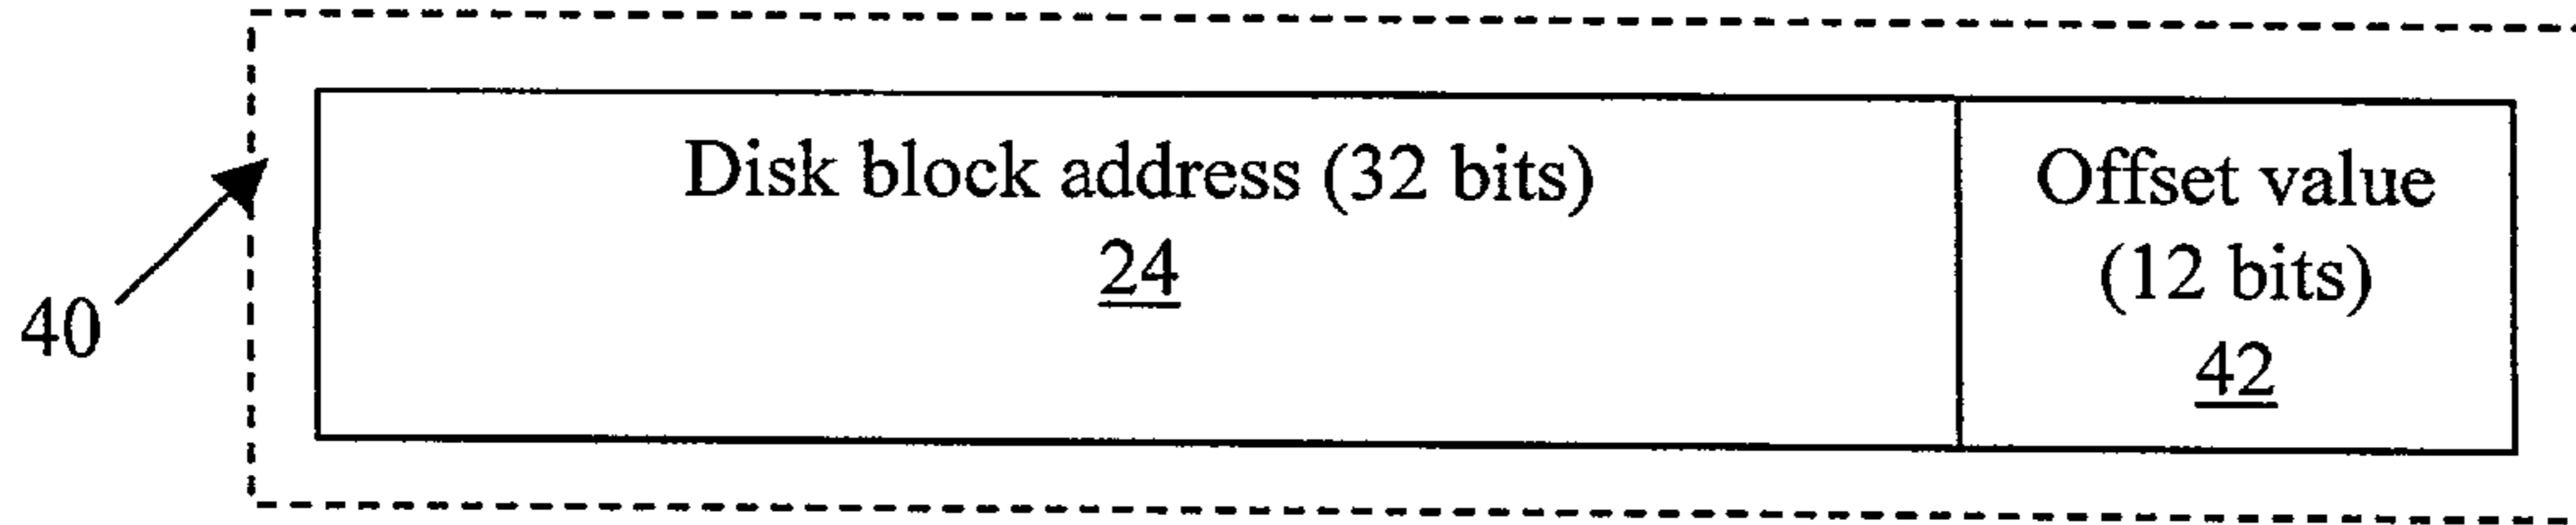 Disk block address (32 bits)
24
Offset value
(12 bits)
42
40